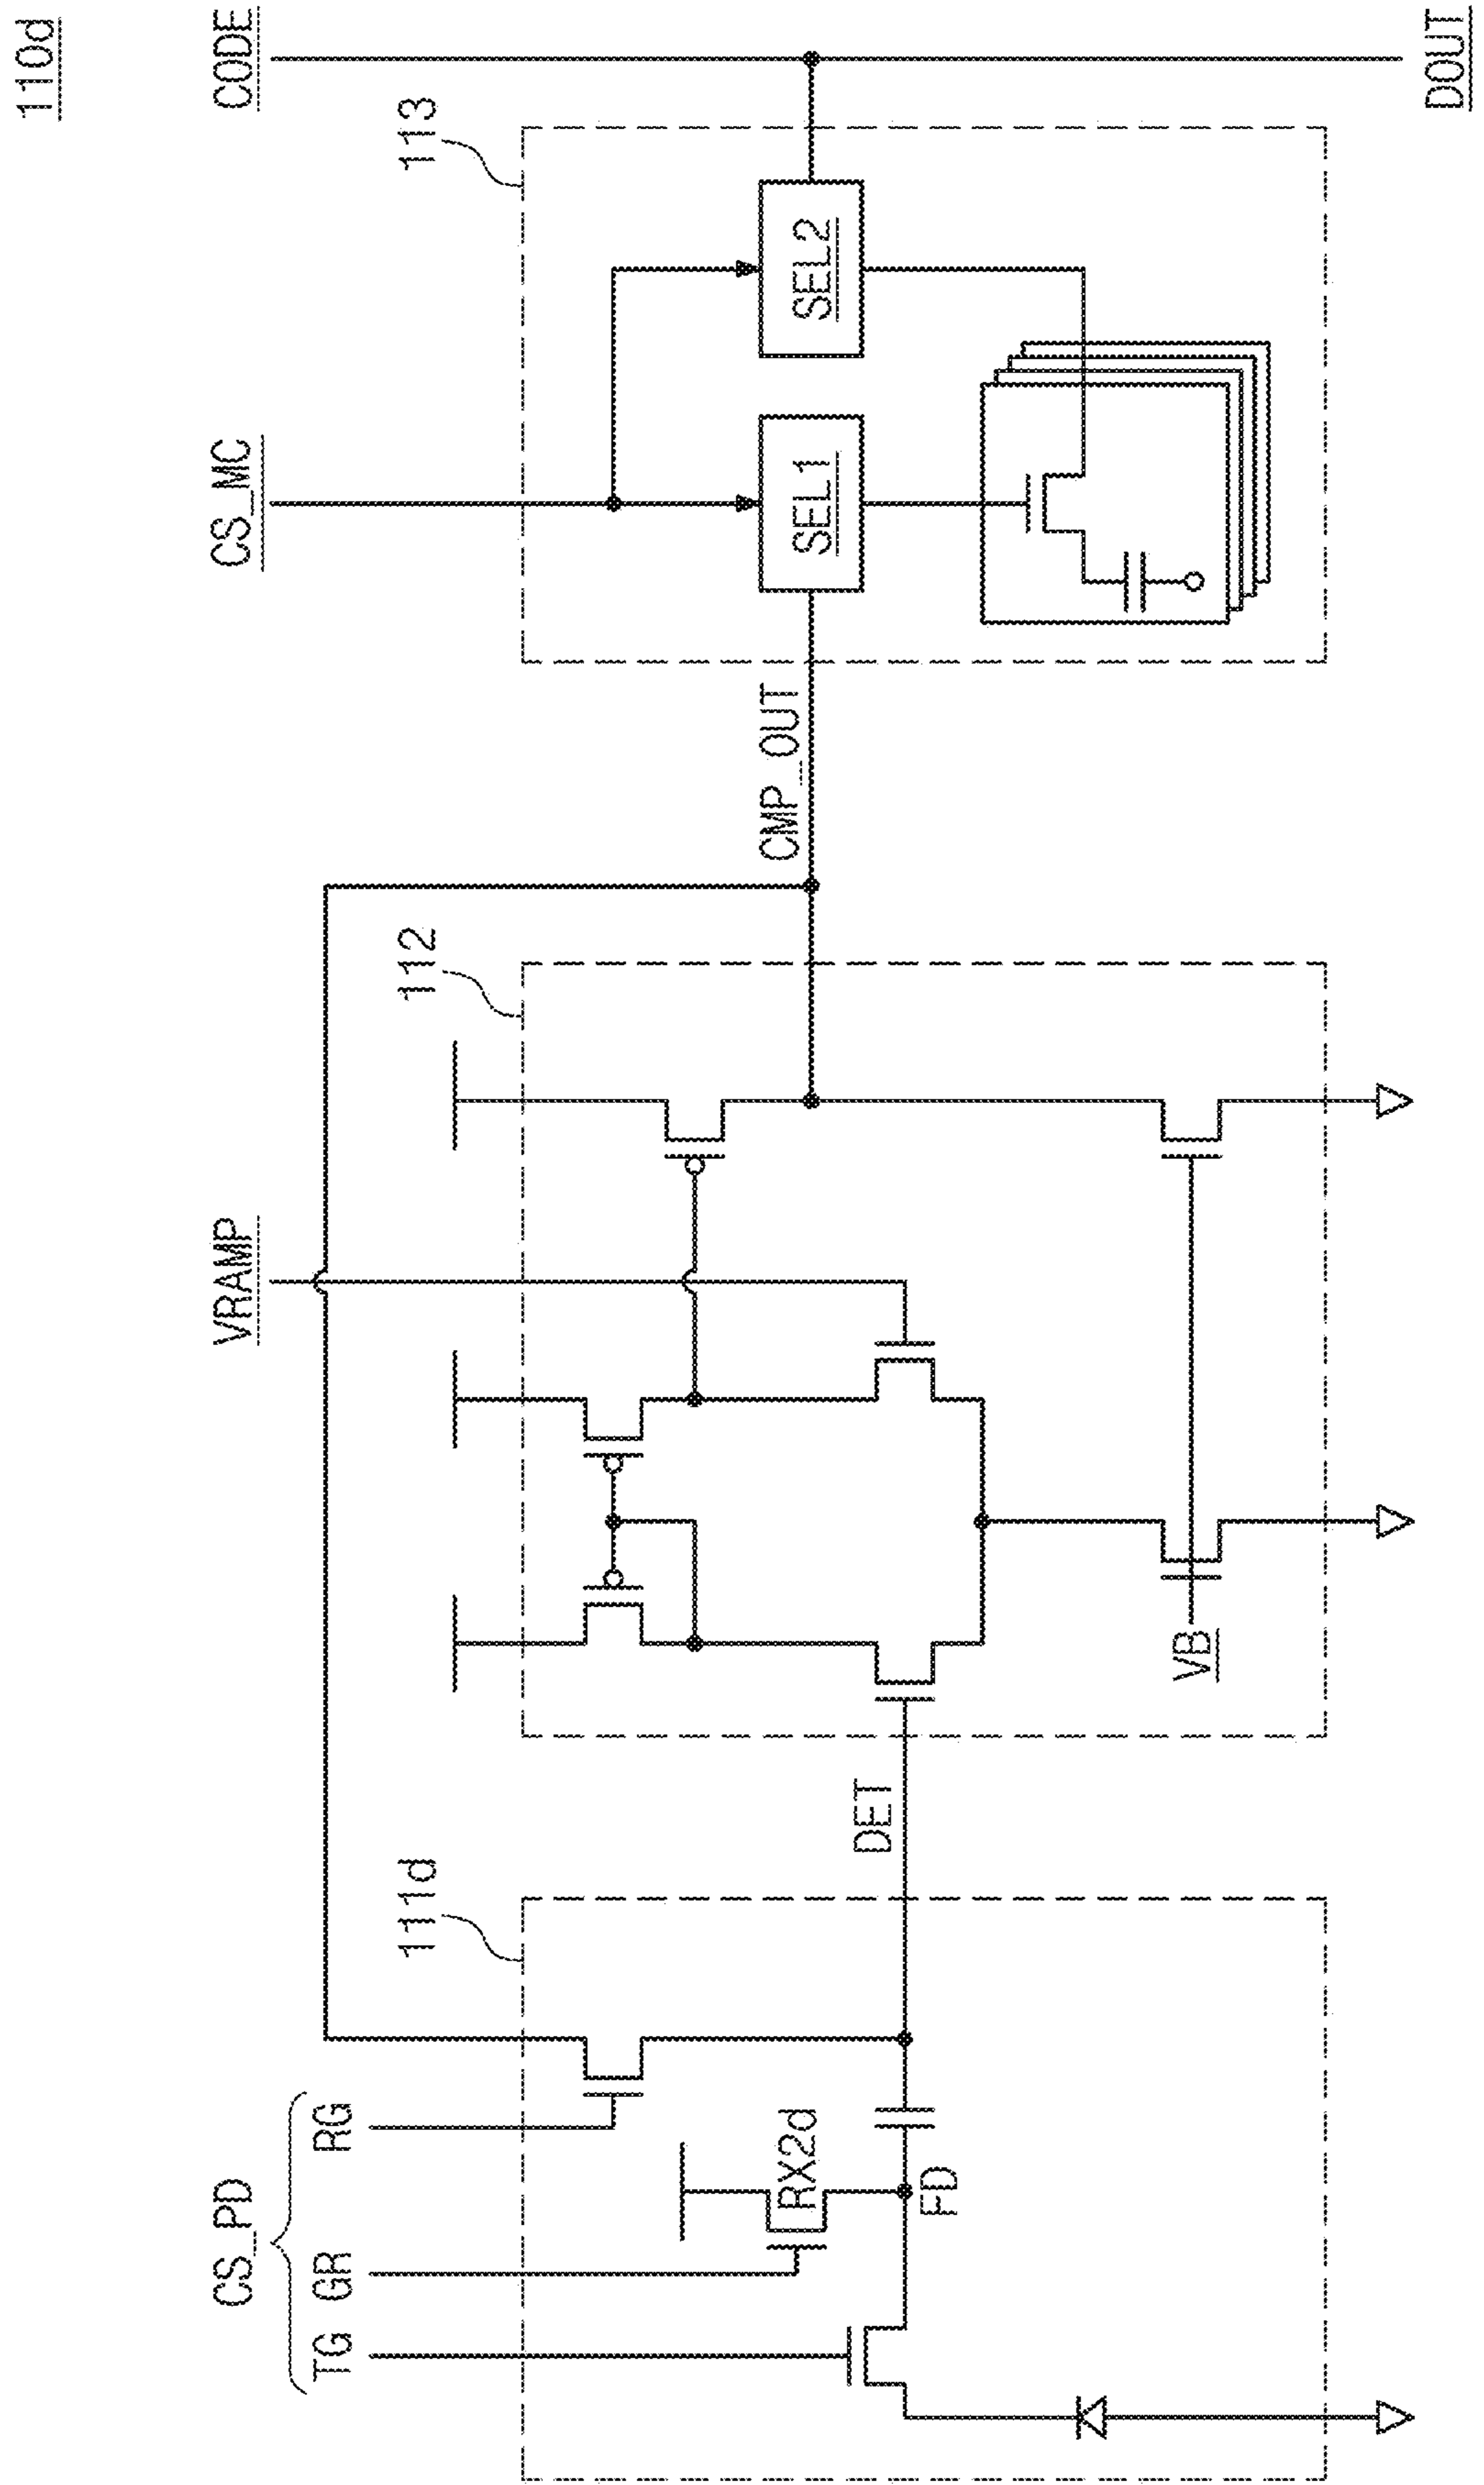 110d
CS_PD
TG
GR
RG
VRAMP
CS_MC
CODE
111d
112
113
RX2d
FD
DET
VB
CMP_OUT
SEL1
SEL2
DOUT